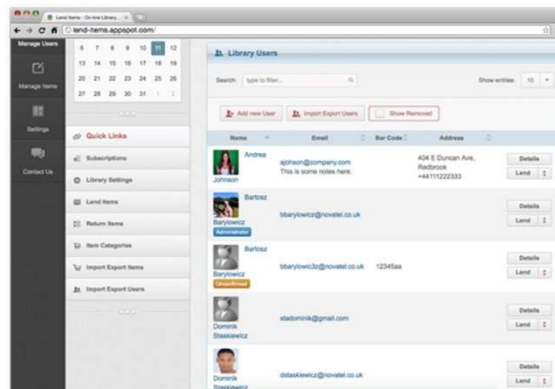 Lend Items - On-line Library...
lend-items.appspot.com/
Manage Users
Manage Items
Settings
Contact Us
6 7 8 9 10 11 12
13 14 15 16 17 18 19
20 21 22 23 24 25 26
27 28 29 30 31 1 2
Quick Links
Subscriptions
Library Settings
Lend Items
Return Items
Item Categories
Import Export Items
Import Export Users
Library Users
Search: type to filter...
Show entries: 10
Add new User
Import Export Users
Show Removed
Name Email Bar Code Address
Andrea
Johnson
ajohson@company.com
This is some notes here.
404 E Duncan Ave,
Redbrook
+44111222333
Details
Lend
Bartosz
Barylowicz
Administrator
bbarylowicz@novatel.co.uk
Details
Lend
Bartosz
Barylowicz
Unconfirmed
bbarylowicz3z@novatel.co.uk
12345aa
Details
Lend
Dominik
Staskiewicz
stadominik@gmail.com
Details
Lend
Dominik
Staskiewicz
dstaskiewicz@novatel.co.uk
Details
Lend